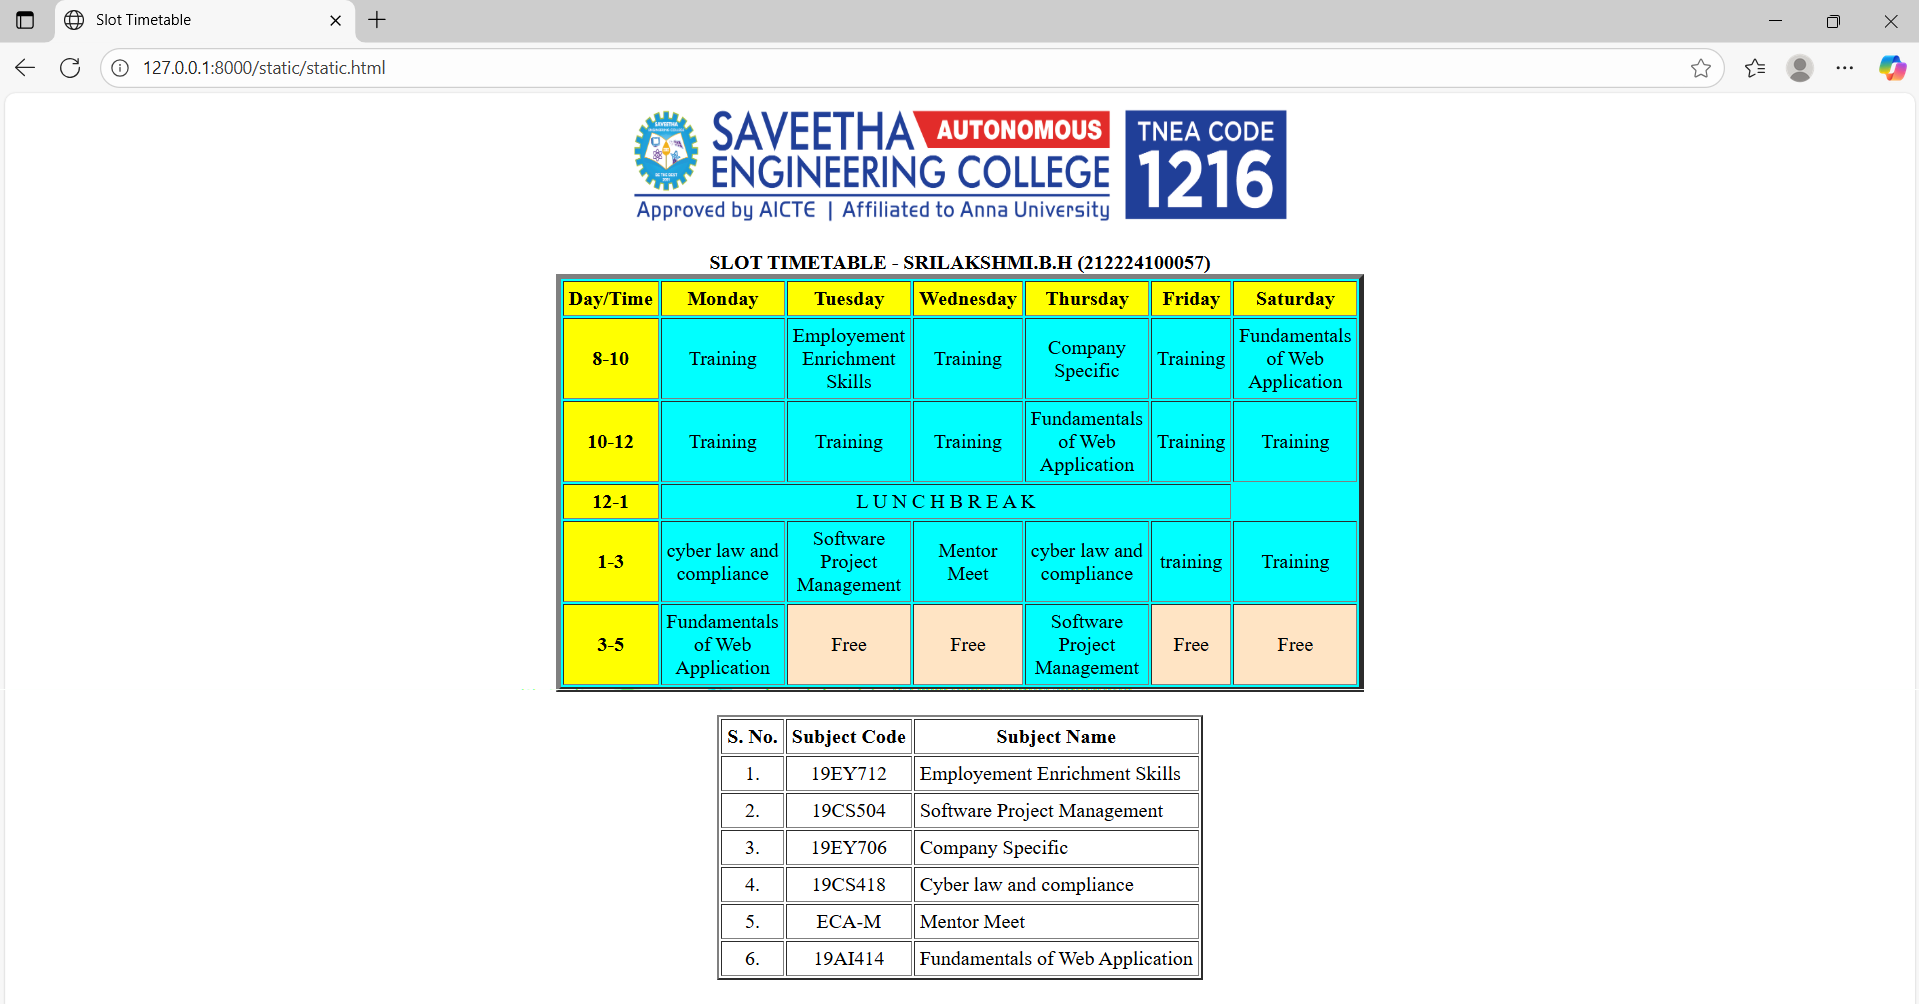 Slot Timetable
127.0.0.1:8000/static/static.html
SAVEETHA AUTONOMOUS
ENGINEERING COLLEGE
Approved by AICTE | Affiliated to Anna University
TNEA CODE
1216
SLOT TIMETABLE - SRILAKSHMI.B.H (212224100057)
Day/Time Monday Tuesday Wednesday Thursday Friday Saturday
8-10 Training Employement Enrichment Skills Training Company Specific Training Fundamentals of Web Application
10-12 Training Training Training Fundamentals of Web Application Training Training
12-1 L U N C H B R E A K
1-3 cyber law and compliance Software Project Management Mentor Meet cyber law and compliance training Training
3-5 Fundamentals of Web Application Free Free Software Project Management Free Free
S. No. Subject Code Subject Name
1. 19EY712 Employement Enrichment Skills
2. 19CS504 Software Project Management
3. 19EY706 Company Specific
4. 19CS418 Cyber law and compliance
5. ECA-M Mentor Meet
6. 19AI414 Fundamentals of Web Application